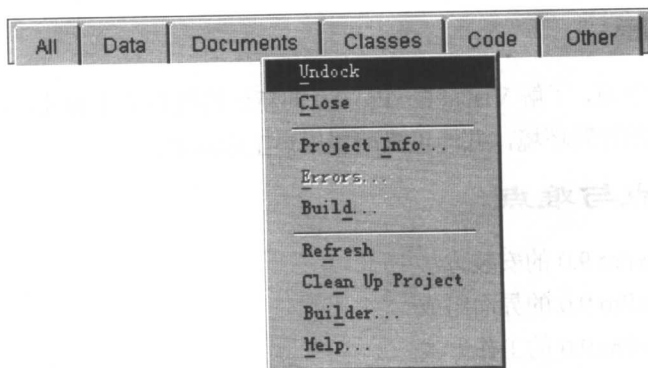 All Data Documents Classes Code Other
Undock
Close
Project Info...
Errors...
Build...
Refresh
Clean Up Project
Builder...
Help...